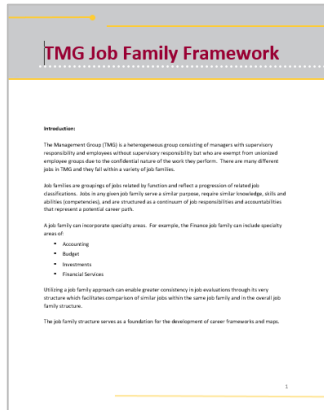 TMG Job Family Framework
Introduction:
The Management Group (TMG) is a heterogeneous group consisting of managers with supervisory
responsibility and employees without supervisory responsibility but who are exempt from unionized
employee groups due to the confidential nature of the work they perform. There are many different
jobs in TMG and they fall within a variety of job families.
Job families are groupings of jobs related by function and reflect a progression of related job
classifications. Jobs in any given job family serve a similar purpose, require similar knowledge, skills and
abilities (competencies), and are structured as a continuum of job responsibilities and accountabilities
that represent a potential career path.
A job family can incorporate specialty areas. For example, the Finance job family can include specialty
areas of:
• Accounting
• Budget
• Investments
• Financial Services
Utilizing a job family approach can enable greater consistency in job evaluations through its very
structure which facilitates comparison of similar jobs within the same job family and in the overall job
family structure.
The job family structure serves as a foundation for the development of career frameworks and maps.
1